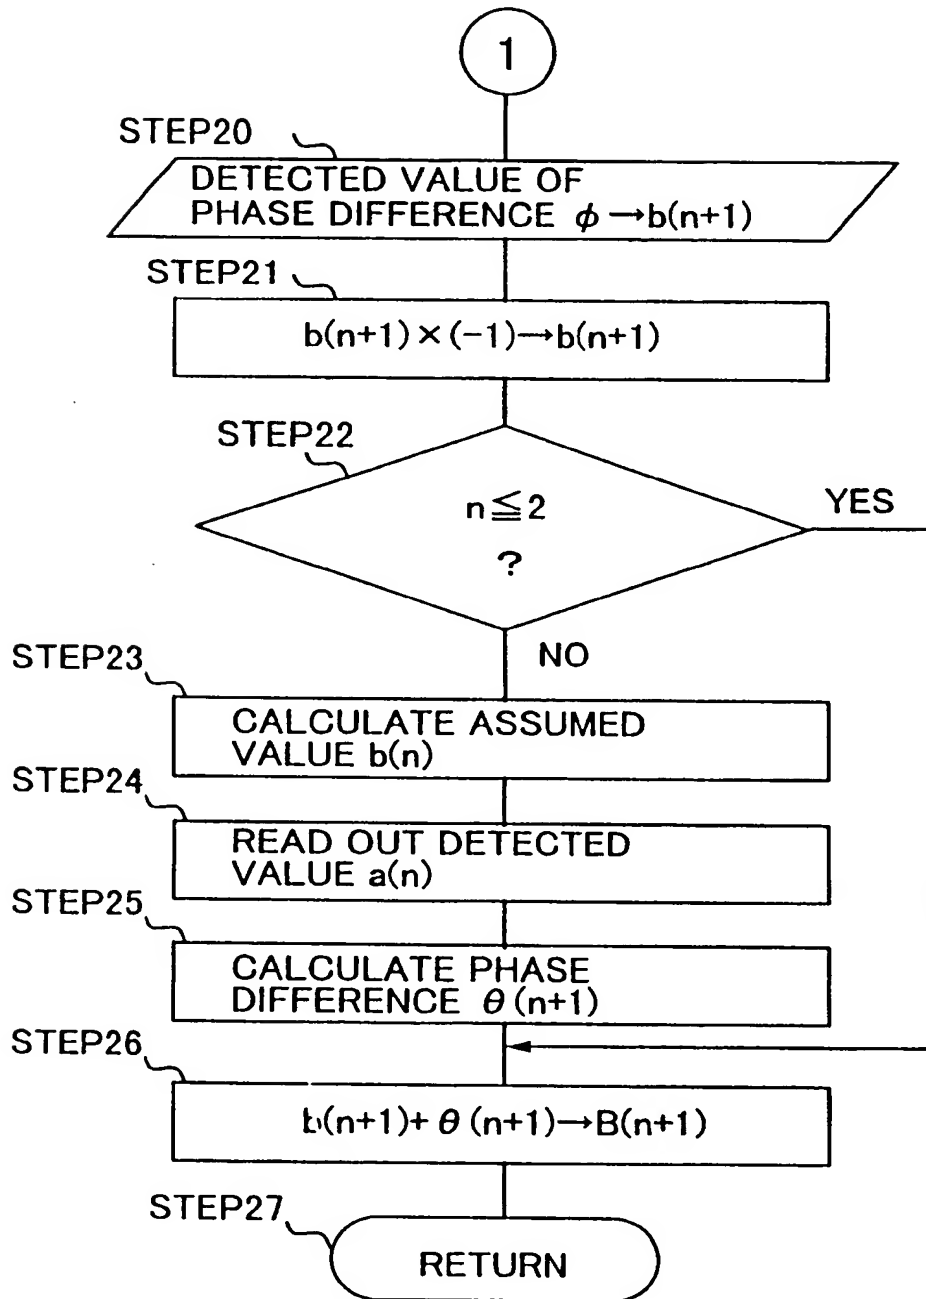 1
STEP20
DETECTED VALUE OF
PHASE DIFFERENCE ϕ→b(n+1)
STEP21
b(n+1)×(-1)→b(n+1)
STEP22
n≦2
?
YES
NO
STEP23
CALCULATE ASSUMED
VALUE b(n)
STEP24
READ OUT DETECTED
VALUE a(n)
STEP25
CALCULATE PHASE
DIFFERENCE θ(n+1)
STEP26
b(n+1)+θ(n+1)→B(n+1)
STEP27
RETURN